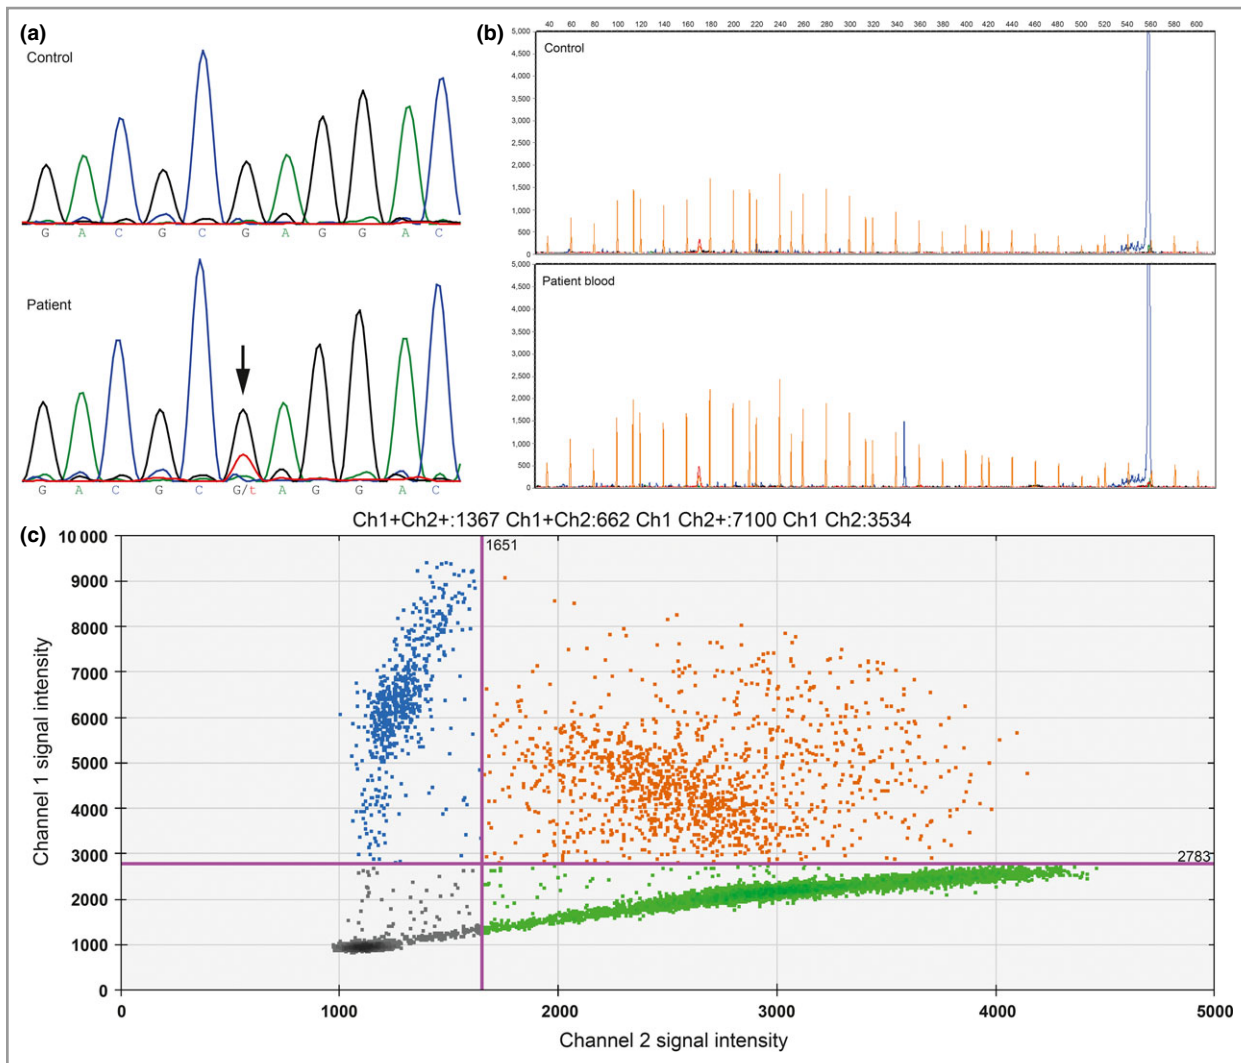 (a)
Control
G A C G C G A G G A C
Patient
G A C G C G/t A G G A C
(b)
40 60 80 100 120 140 160 180 200 220 240 260 280 300 320 340 360 380 400 420 440 460 480 500 520 540 560 580 600
Control
5,000
4,500
4,000
3,500
3,000
2,500
2,000
1,500
1,000
500
0
Patient blood
5,000
4,500
4,000
3,500
3,000
2,500
2,000
1,500
1,000
500
0
(c)
Ch1+Ch2+:1367 Ch1+Ch2:662 Ch1 Ch2+:7100 Ch1 Ch2:3534
Channel 1 signal intensity
10 000
9000
8000
7000
6000
5000
4000
3000
2000
1000
0
1651
2783
0 1000 2000 3000 4000 5000
Channel 2 signal intensity